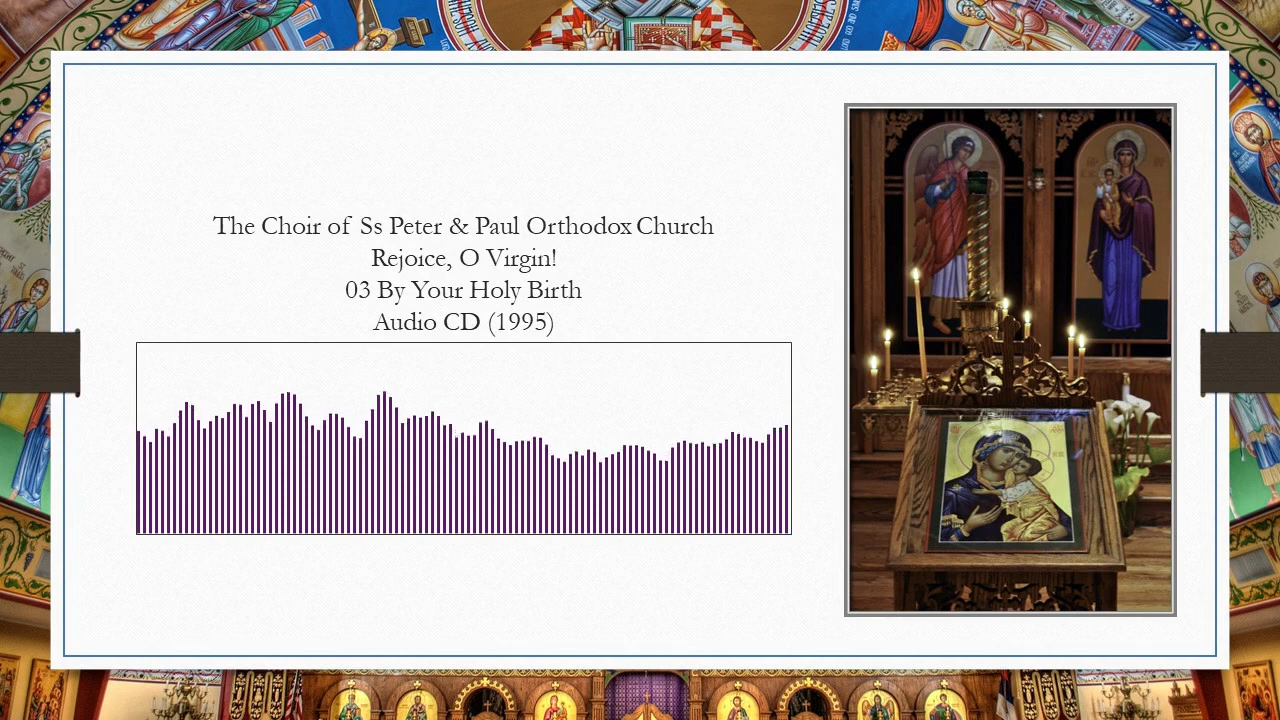 The Choir of Ss Peter & Paul Orthodox Church
Rejoice, O Virgin!
03 By Your Holy Birth
Audio CD (1995)